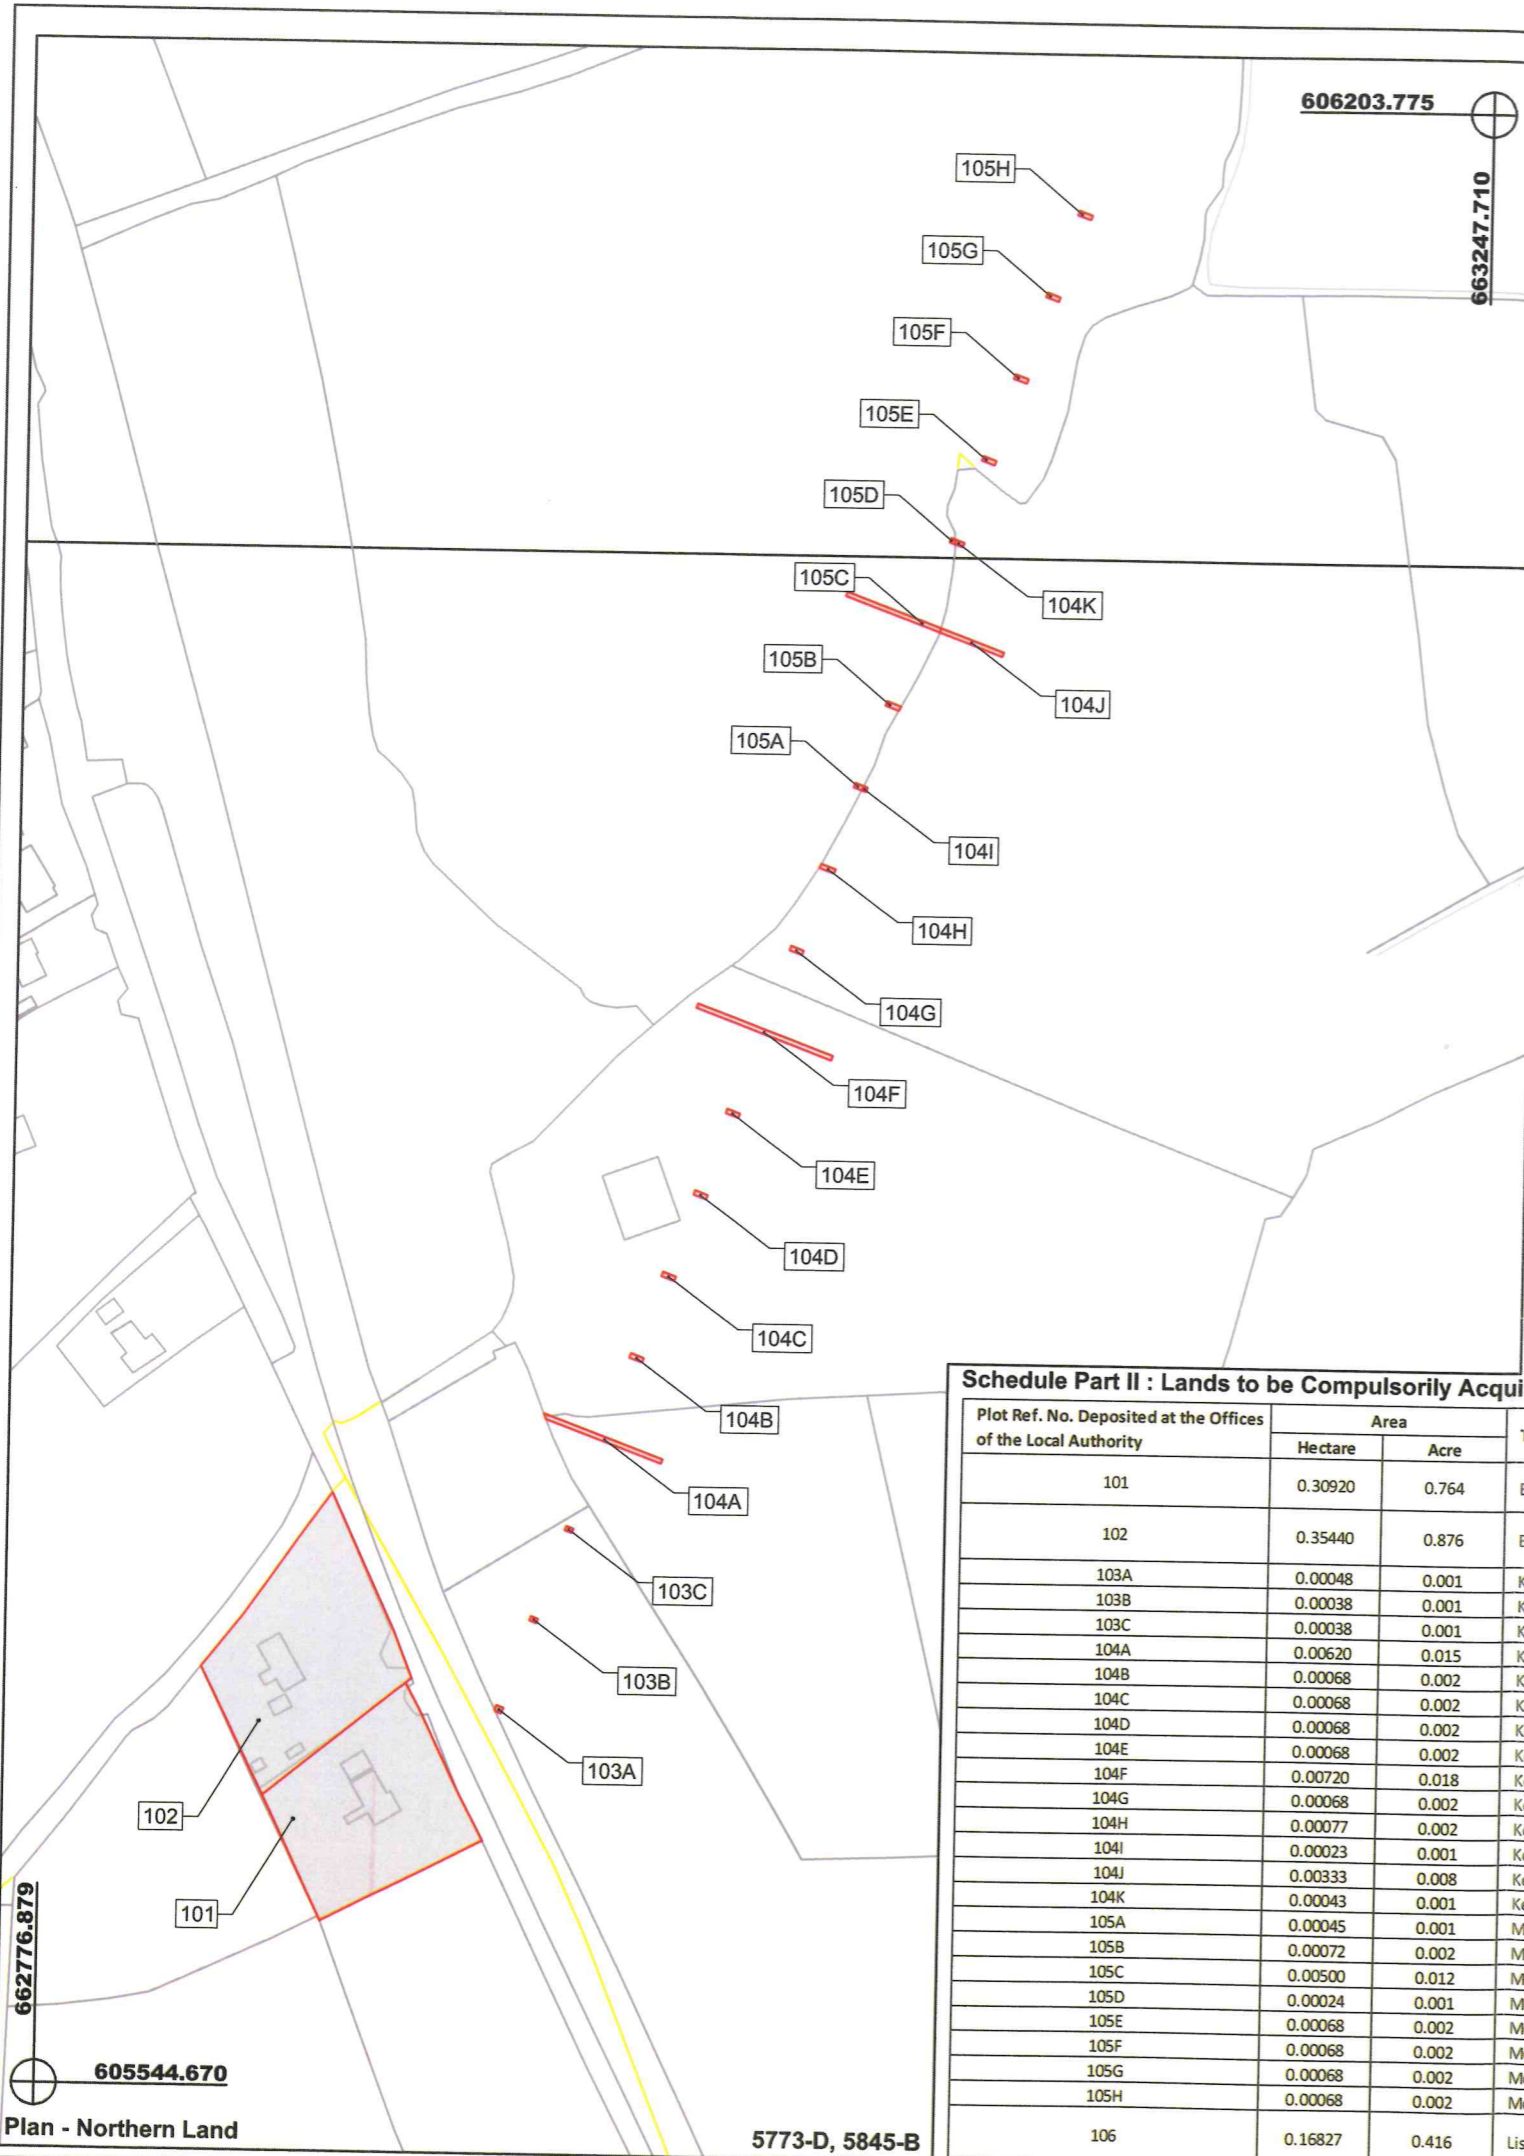 606203.775
663247.710
105H
105G
105F
105E
105D
104K
105C
105B
104J
105A
104I
104H
104G
104F
104E
104D
104C
104B
104A
103C
103B
103A
102
101
662776.879
605544.670
Plan - Northern Land
5773-D, 5845-B
Schedule Part II : Lands to be Compulsorily Acqui
Plot Ref. No. Deposited at the Offices of the Local Authority
Area
Hectare Acre
101 0.30920 0.764
102 0.35440 0.876
103A 0.00048 0.001 K
103B 0.00038 0.001 K
103C 0.00038 0.001 K
104A 0.00620 0.015 K
104B 0.00068 0.002 K
104C 0.00068 0.002 K
104D 0.00068 0.002 K
104E 0.00068 0.002 K
104F 0.00720 0.018 K
104G 0.00068 0.002 K
104H 0.00077 0.002 K
104I 0.00023 0.001 K
104J 0.00333 0.008 Ke
104K 0.00043 0.001 Ke
105A 0.00045 0.001 M
105B 0.00072 0.002 M
105C 0.00500 0.012 M
105D 0.00024 0.001 M
105E 0.00068 0.002 M
105F 0.00068 0.002 M
105G 0.00068 0.002 M
105H 0.00068 0.002 M
106 0.16827 0.416 Lis